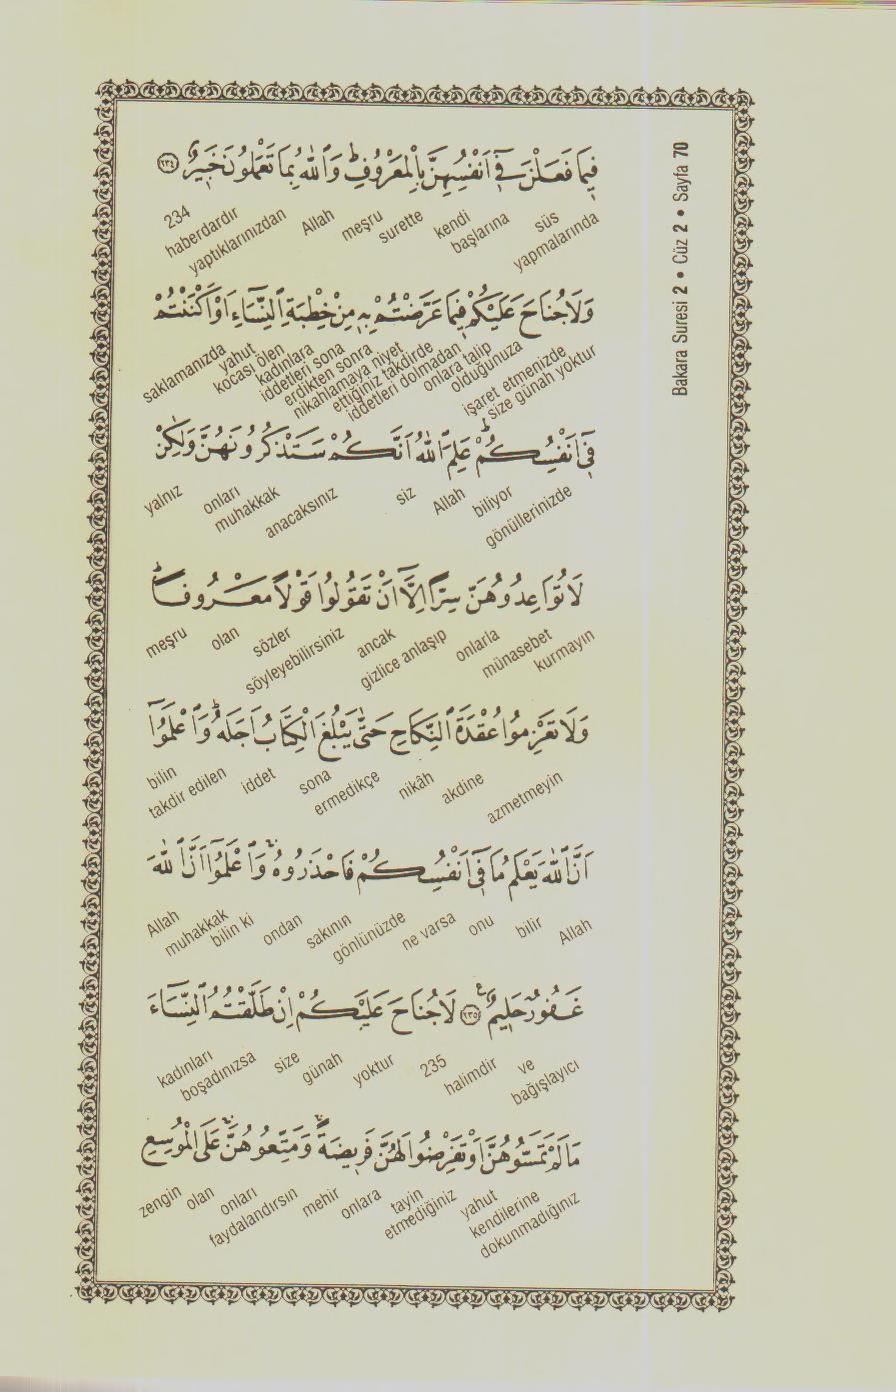 Bakara Suresi 2 • Cüz 2 • Sayfa 70
فِيمَا فَعَلْنَ فِٓى اَنْفُسِهِنَّ بِالْمَعْرُوفِۜ وَاللّٰهُ بِمَا تَعْمَلُونَ خَبِيرٌ ﴿٢٣٤﴾
süs yapmalarında kendi başlarına meşru surette Allah yaptıklarınızdan haberdardır 234
وَلَا جُنَاحَ عَلَيْكُمْ فِيمَا عَرَّضْتُمْ بِهِ مِنْ خِطْبَةِ النِّسَٓاءِ اَوْ اَكْنَنْتُمْ
size günah yoktur işaret etmenizde olduğunuza onlara talip iddetleri dolmadan ettiğiniz takdirde nikahlamaya niyet erdikten sonra iddetleri sona kadınlara kocası ölen yahut saklamanızda
فِٓى اَنْفُسِكُمْۜ عَلِمَ اللّٰهُ اَنَّكُمْ سَتَذْكُرُونَهُنَّ وَلٰكِنْ
gönüllerinizde biliyor Allah siz anacaksınız muhakkak onları yalnız
لَا تُوَاعِدُوهُنَّ سِرًّا اِلَّٓا اَنْ تَقُولُوا قَوْلًا مَعْرُوفًاۜ
kurmayın münasebet onlarla gizlice anlaşıp ancak söyleyebilirsiniz sözler olan meşru
وَلَا تَعْزِمُوا عُقْدَةَ النِّكَاحِ حَتّٰى يَبْلُغَ الْكِتَابُ اَجَلَهُۜ وَاعْلَمُٓوا
azmetmeyin akdine nikâh ermedikçe sona iddet takdir edilen bilin
اَنَّ اللّٰهَ يَعْلَمُ مَا فِٓى اَنْفُسِكُمْ فَاحْذَرُوهُۚ وَاعْلَمُٓوا اَنَّ اللّٰهَ
Allah bilir onu ne varsa gönlünüzde sakının ondan bilin ki muhakkak Allah
غَفُورٌ حَلِيمٌ ﴿٢٣٥﴾ لَا جُنَاحَ عَلَيْكُمْ اِنْ طَلَّقْتُمُ النِّسَٓاءَ
bağışlayıcı ve halimdir 235 yoktur günah size boşadınızsa kadınları
مَا لَمْ تَمَسُّوهُنَّ اَوْ تَفْرِضُوا لَهُنَّ فَرِيضَةًۚ وَمَتِّعُوهُنَّۚ عَلَى الْمُوسِعِ
dokunmadığınız kendilerine yahut tayin etmediğiniz onlara mehir faydalandırsın onları olan zengin